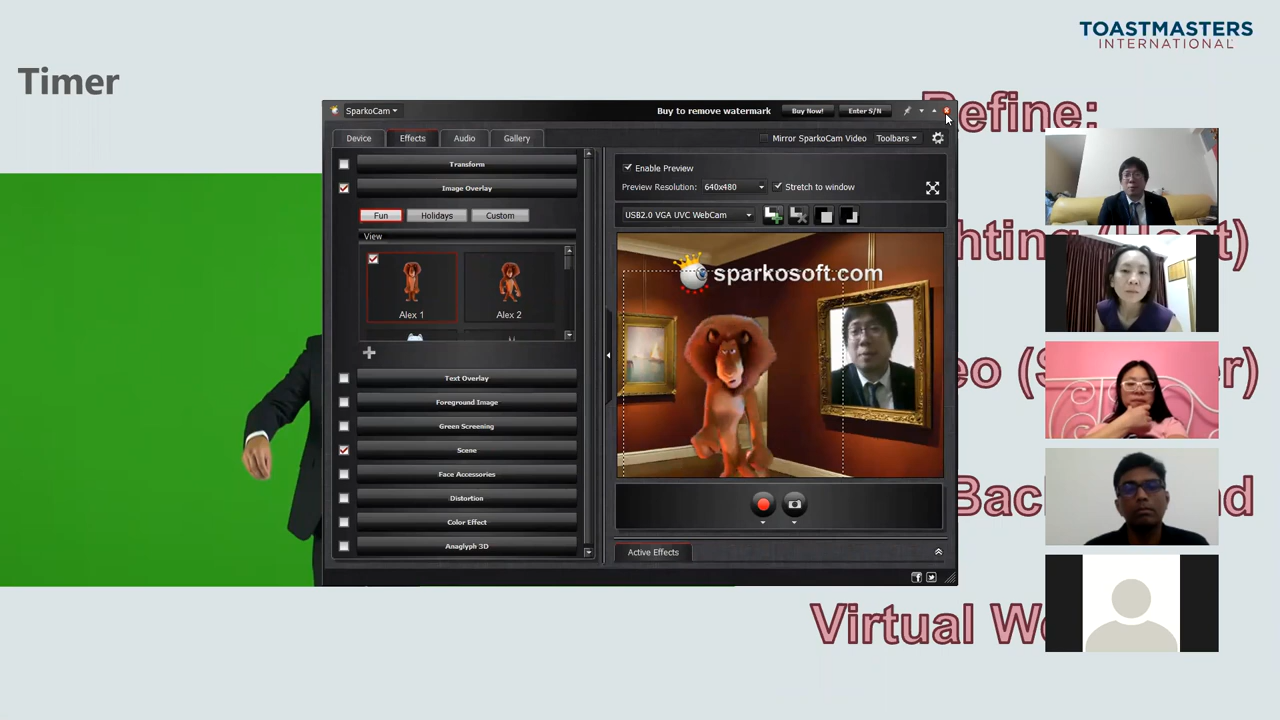 TOASTMASTERS
INTERNATIONAL
Timer
Refine:
SparkoCam
Buy to remove watermark
Buy Now!
Enter S/N
Device
Effects
Audio
Gallery
Mirror SparkoCam Video
Toolbars
Transform
Image Overlay
Fun
Holidays
Custom
View
Alex 1
Alex 2
Text Overlay
Foreground Image
Green Screening
Scene
Face Accessories
Distortion
Color Effect
Anaglyph 3D
Enable Preview
Preview Resolution:
640x480
Stretch to window
USB2.0 VGA UVC WebCam
sparkosoft.com
Active Effects
Virtual